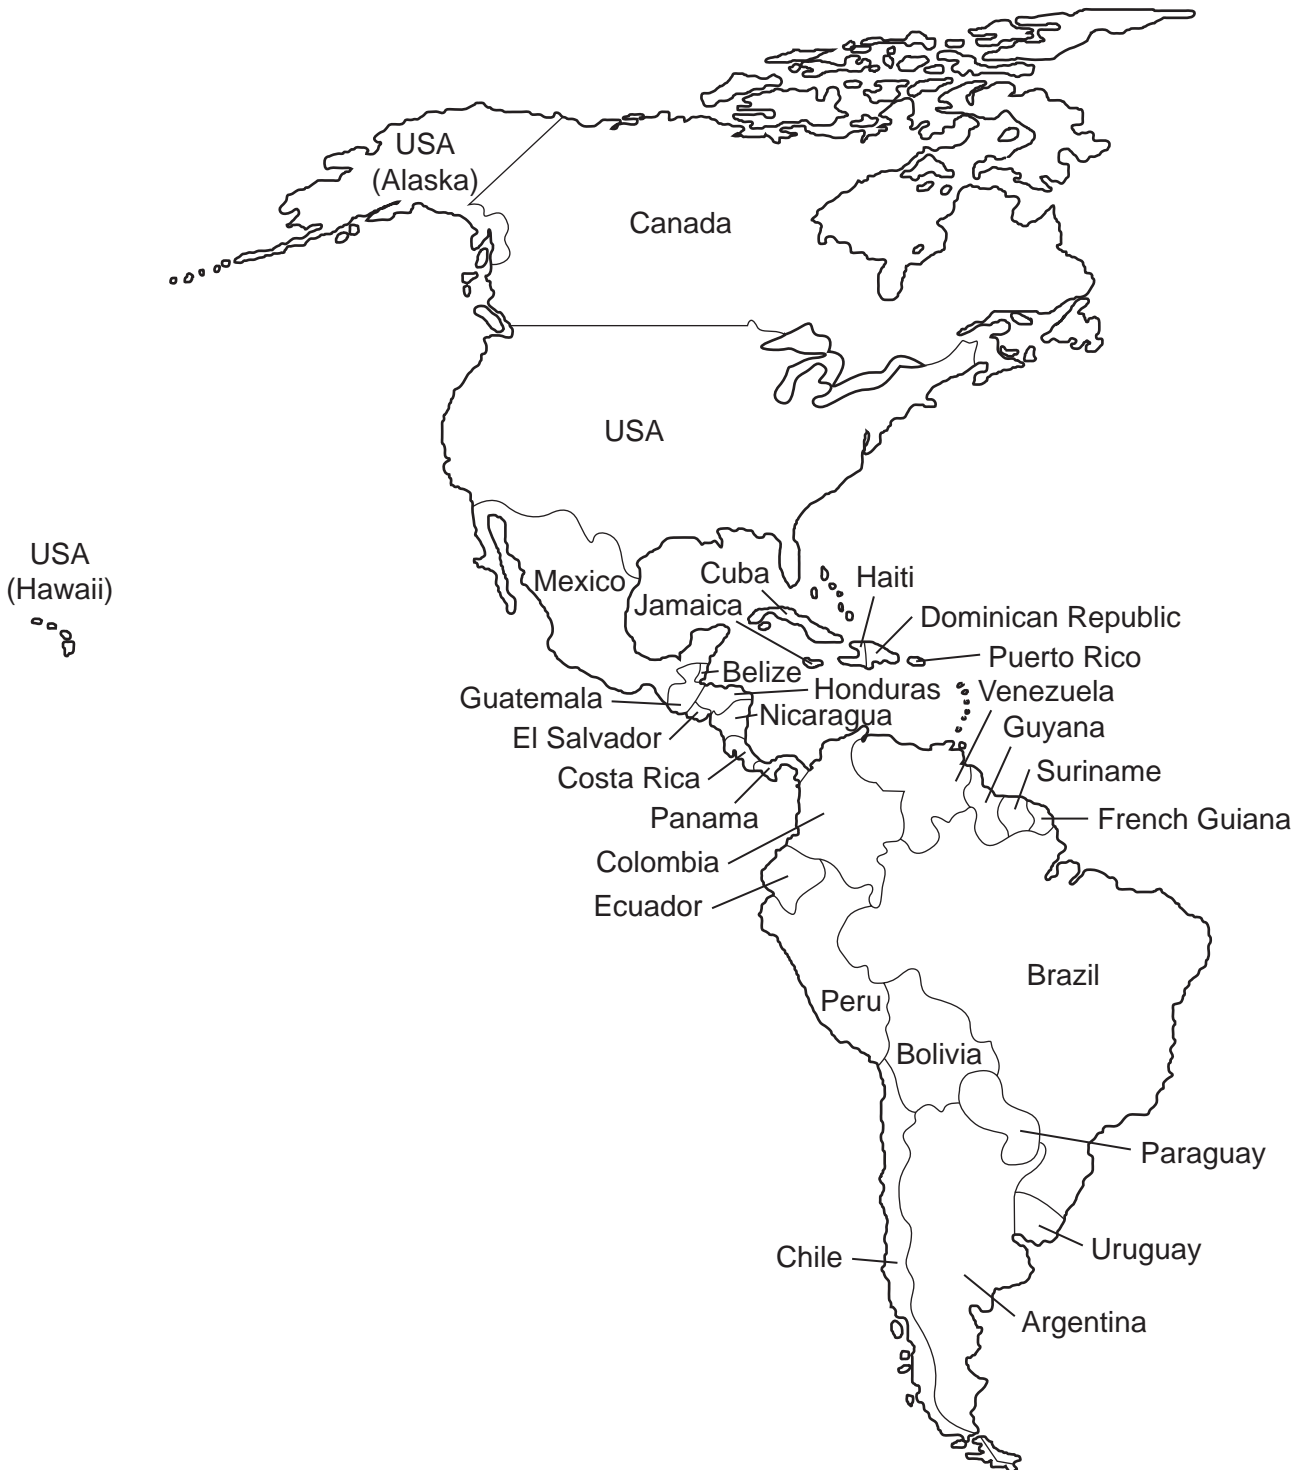 USA
(Alaska)
Canada
USA
USA
(Hawaii)
Mexico
Cuba
Haiti
Jamaica
Dominican Republic
Puerto Rico
Belize
Guatemala
Honduras
Venezuela
Nicaragua
Guyana
El Salvador
Costa Rica
Suriname
Panama
French Guiana
Colombia
Ecuador
Brazil
Peru
Bolivia
Paraguay
Uruguay
Chile
Argentina